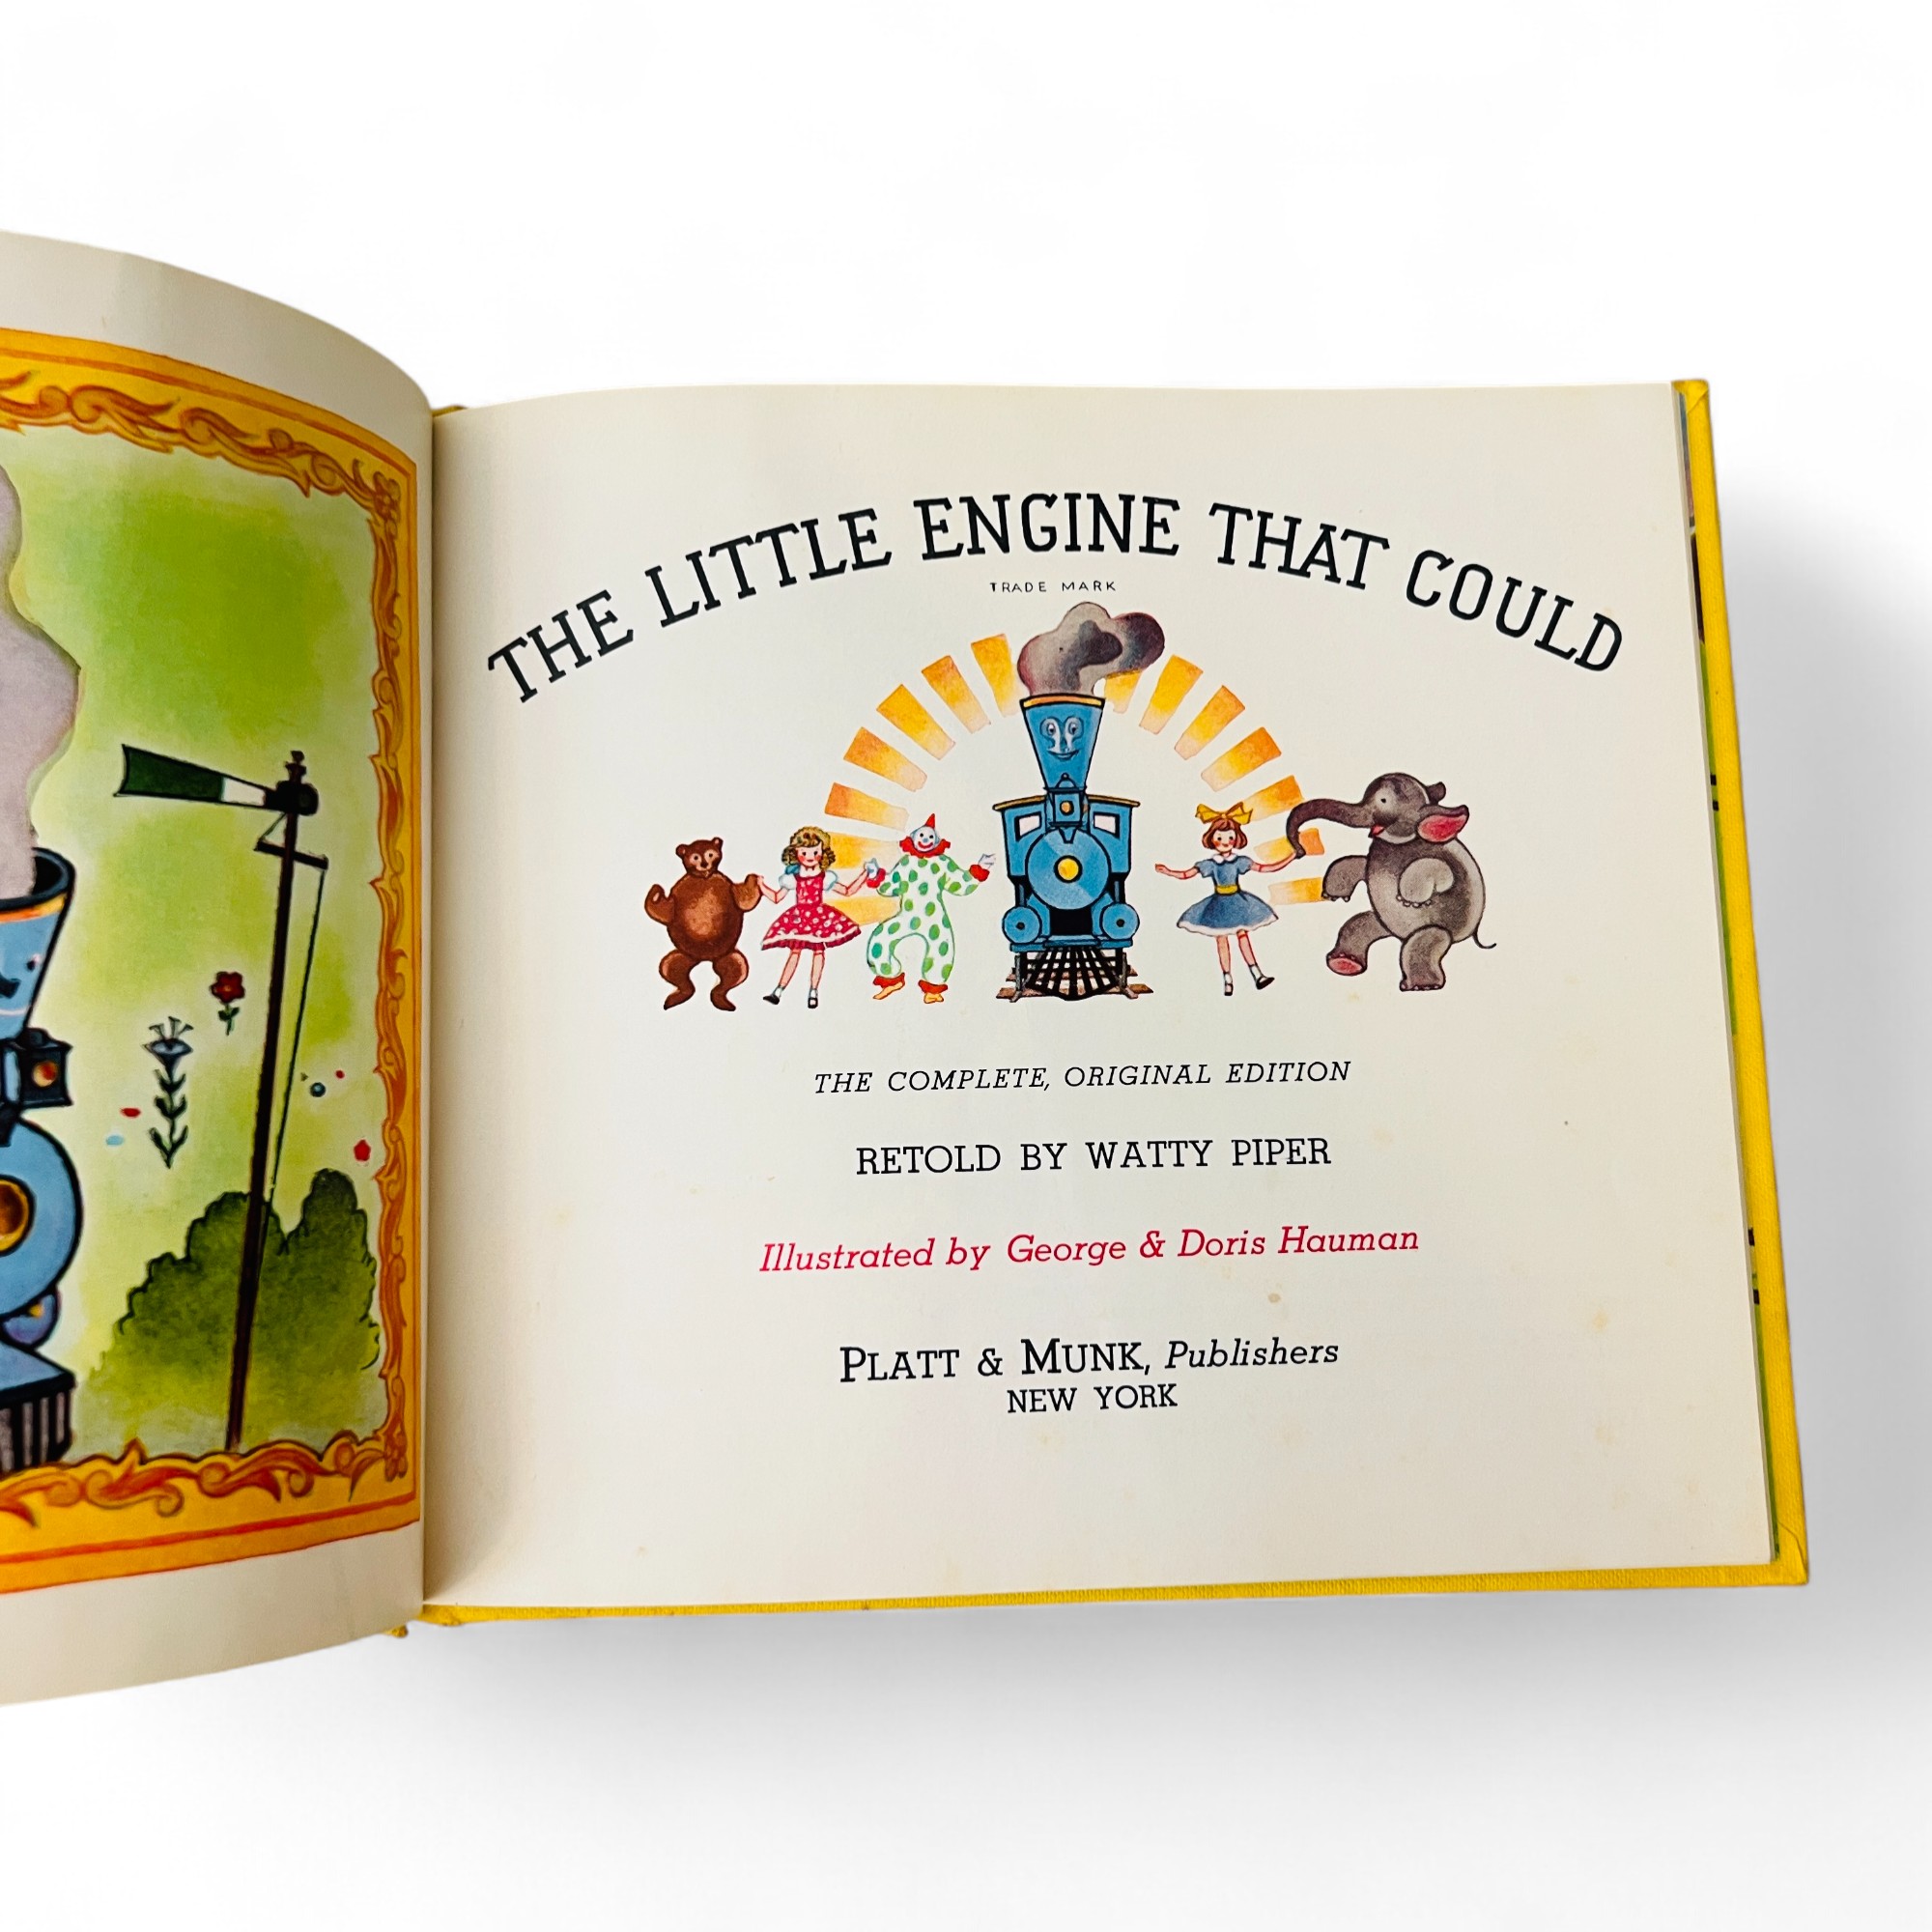 THE LITTLE ENGINE THAT COULD
TRADE MARK
THE COMPLETE, ORIGINAL EDITION
RETOLD BY WATTY PIPER
Illustrated by George & Doris Hauman
PLATT & MUNK, Publishers
NEW YORK